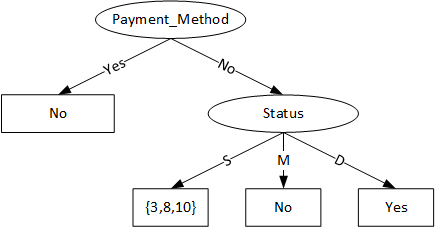 Payment_Method
Yes
No
No
Status
S
M
D
{3,8,10}
No
Yes